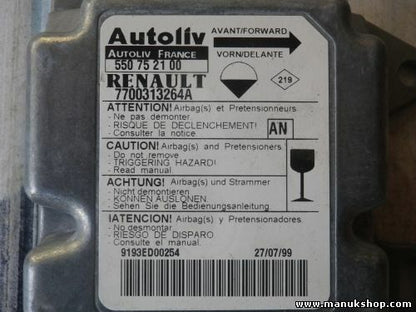 Autoliv
AVANT/FORWARD
AUTOLIV FRANCE
VORN/DELANTE
550 75 21 00
RENAULT
7700313264A
219
ATTENTION! Airbag(s) et Pretensionneurs
- Ne pas demonter.
- RISQUE DE DECLENCHEMENT!
- Consulter la notice.
AN
CAUTION! Airbag(s) and Pretensioners
- Do not remove.
- TRIGGERING HAZARD!
- Read manual.
ACHTUNG! Airbag(s) und Strammer
- Nicht demontieren
- KONNEN AUSLONEN
- Sehen Sie die Bedienungsanleitung
!ATENCION! Airbag(s) y Pretensionadores
- No desmontar
- RIESGO DE DISPARO
- Consulte el manual.
9193ED00254
27/07/99
www.manukshop.com